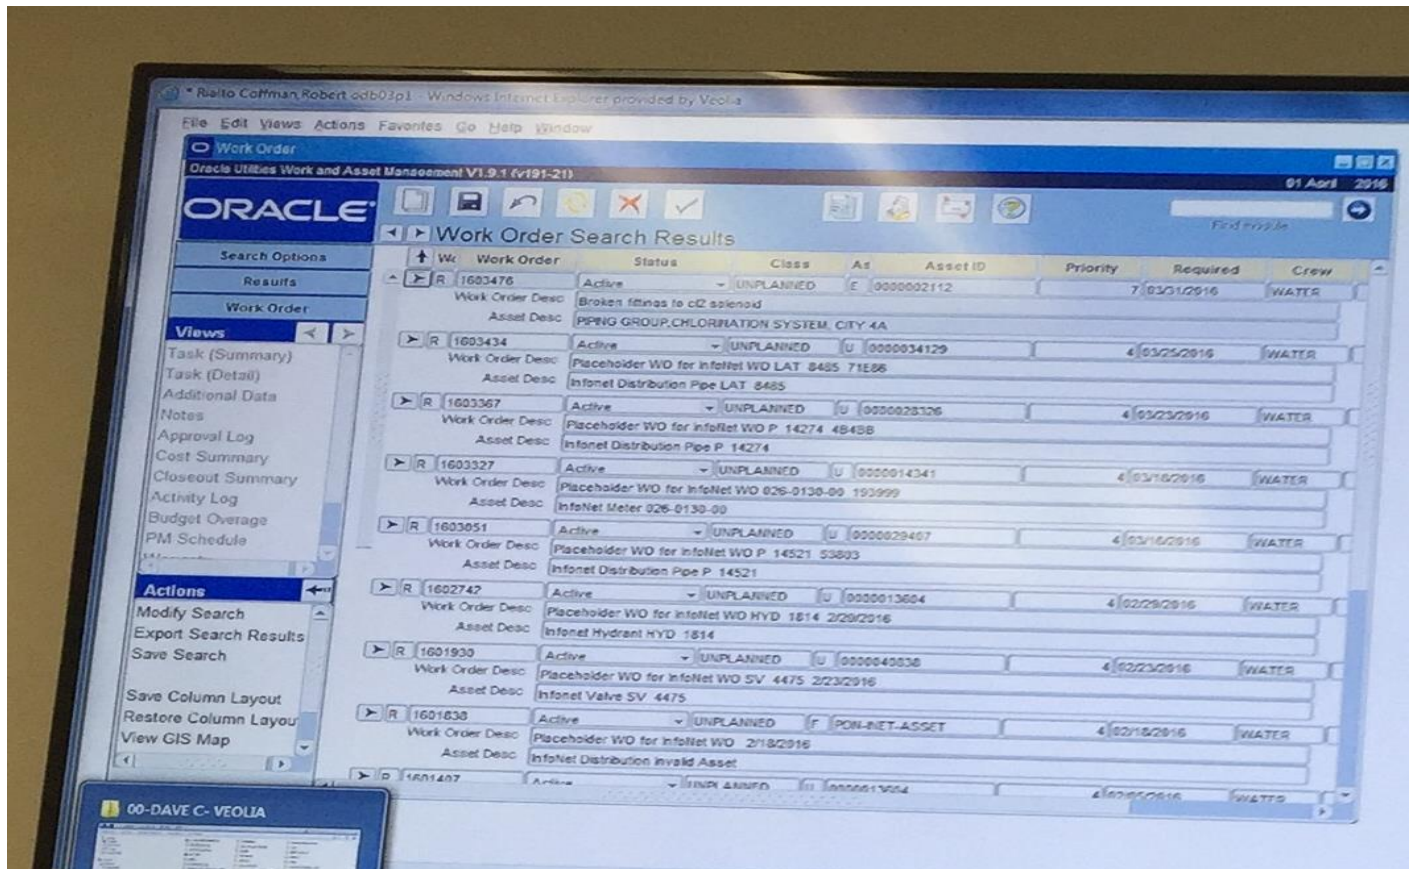 * Rialto Coffman,Robert odb03p1 - Windows Internet Explorer provided by Veolia
File Edit Views Actions Favorites Go Help Window
Work Order
Oracle Utilities Work and Asset Management V1.9.1 (v191-21)
01 April 2016
ORACLE
Work Order Search Results
Find
Search Options
Results
Work Order
Views
Task (Summary)
Task (Detail)
Additional Data
Notes
Approval Log
Cost Summary
Closeout Summary
Activity Log
Budget Overage
PM Schedule
Actions
Modify Search
Export Search Results
Save Search
Save Column Layout
Restore Column Layou
View GIS Map
Wo Work Order Status Class As Asset ID Priority Required Crew
R 1603476 Active UNPLANNED E 0000002112 7 03/31/2016 WATER
Work Order Desc Broken fittings to cl2 solenoid
Asset Desc PIPING GROUP,CHLORINATION SYSTEM, CITY 4A
R 1603434 Active UNPLANNED U 0000034129 4 03/25/2016 WATER
Work Order Desc Placeholder WO for InfoNet WO LAT 8485 71E86
Asset Desc Infonet Distribution Pipe LAT 8485
R 1603367 Active UNPLANNED U 0000028326 4 03/23/2016 WATER
Work Order Desc Placeholder WO for InfoNet WO P 14274 4B4BB
Asset Desc Infonet Distribution Pipe P 14274
R 1603327 Active UNPLANNED U 0000014341 4 03/18/2016 WATER
Work Order Desc Placeholder WO for InfoNet WO 026-0130-00 193999
Asset Desc InfoNet Meter 026-0130-00
R 1603051 Active UNPLANNED U 0000029407 4 03/16/2016 WATER
Work Order Desc Placeholder WO for InfoNet WO P 14521 53803
Asset Desc Infonet Distribution Pipe P 14521
R 1602742 Active UNPLANNED U 0000013604 4 02/29/2016 WATER
Work Order Desc Placeholder WO for InfoNet WO HYD 1814 2/29/2016
Asset Desc Infonet Hydrant HYD 1814
R 1601930 Active UNPLANNED U 0000040838 4 02/23/2016 WATER
Work Order Desc Placeholder WO for InfoNet WO SV 4475 2/23/2016
Asset Desc Infonet Valve SV 4475
R 1601838 Active UNPLANNED F PON-INET-ASSET 4 02/18/2016 WATER
Work Order Desc Placeholder WO for InfoNet WO 2/18/2016
Asset Desc InfoNet Distribution Invalid Asset
R 1601407 Active UNPLANNED U 0000013604 4 02/05/2016 WATER
00-DAVE C- VEOLIA